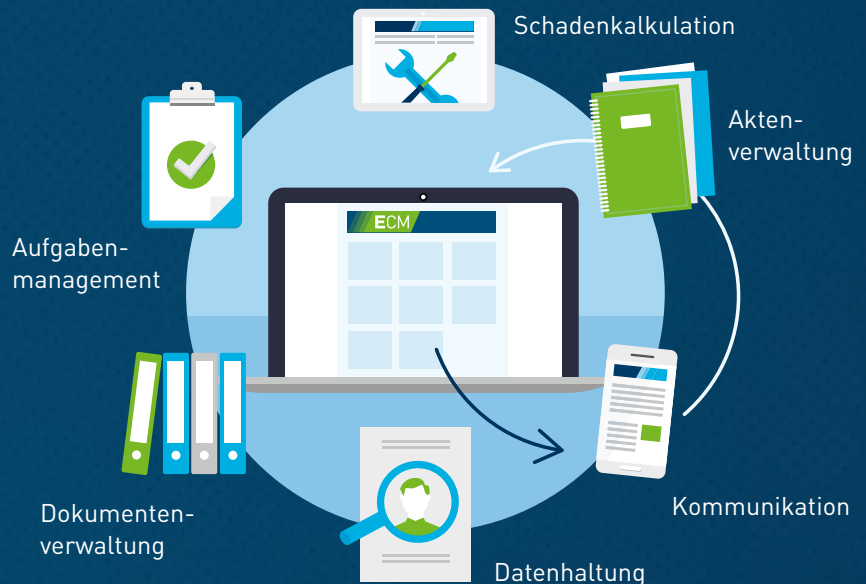 Schadenkalkulation
Akten-
verwaltung
ECM
Aufgaben-
management
Kommunikation
Dokumenten-
verwaltung
Datenhaltung